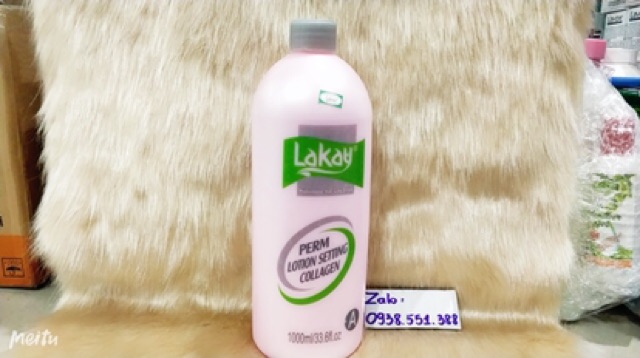 Lakay
PERM
LOTION SETTING
COLLAGEN
A
1000ml/33.8fl.oz
Zalo:
0938.551.388
meitu